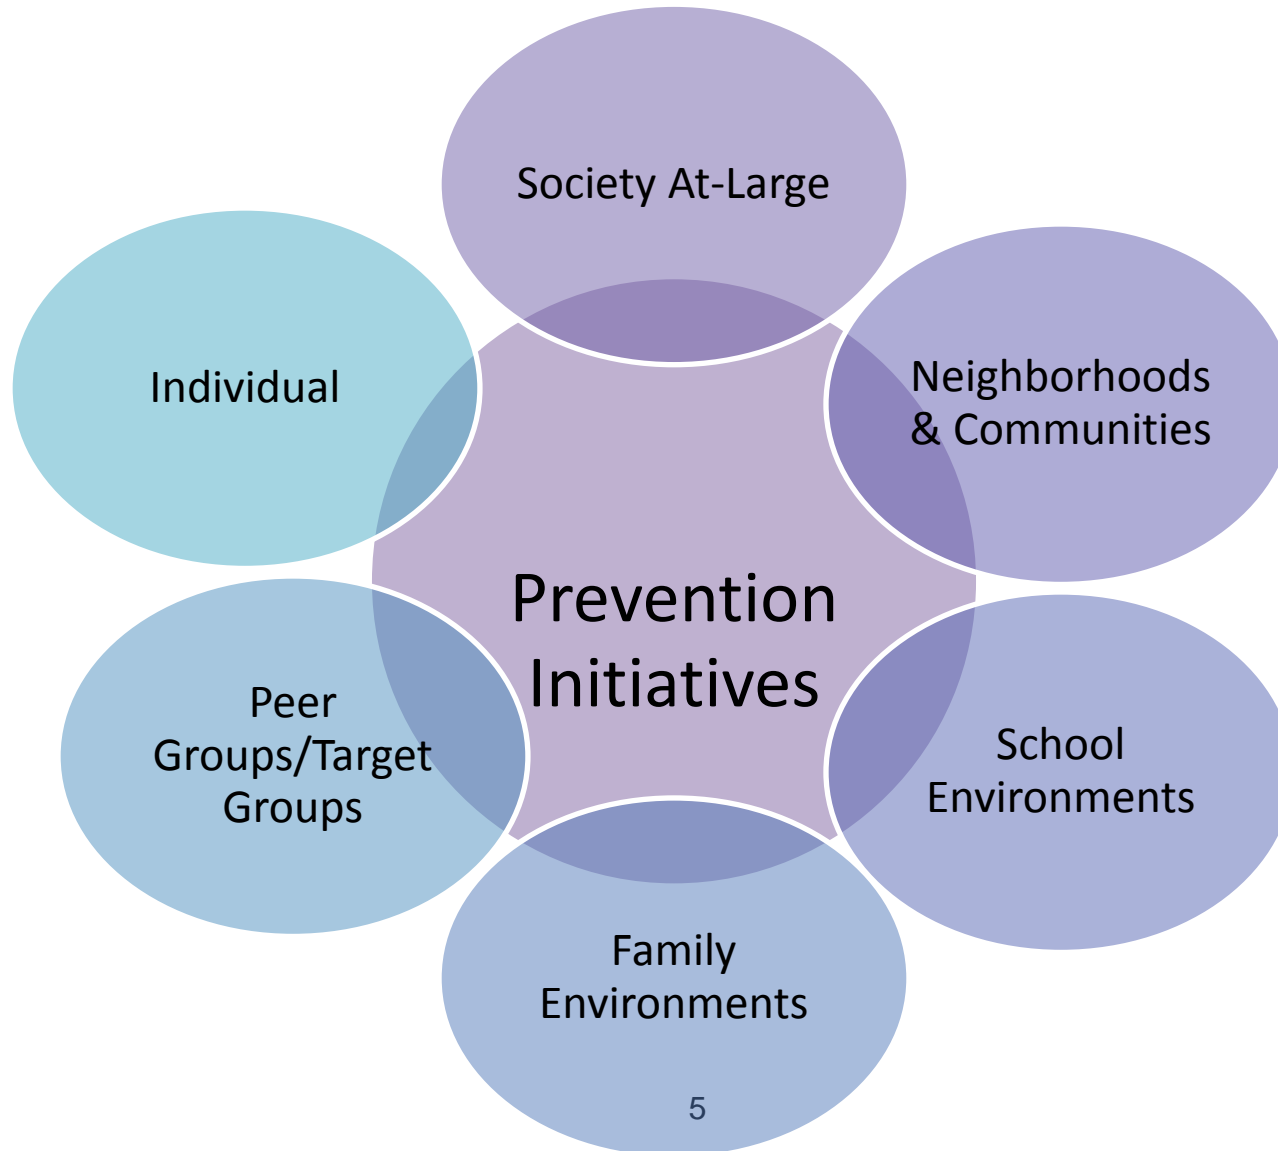 Society At-Large
Neighborhoods
& Communities
Individual
Prevention
Initiatives
Peer
Groups/Target
Groups
School
Environments
Family
Environments
5